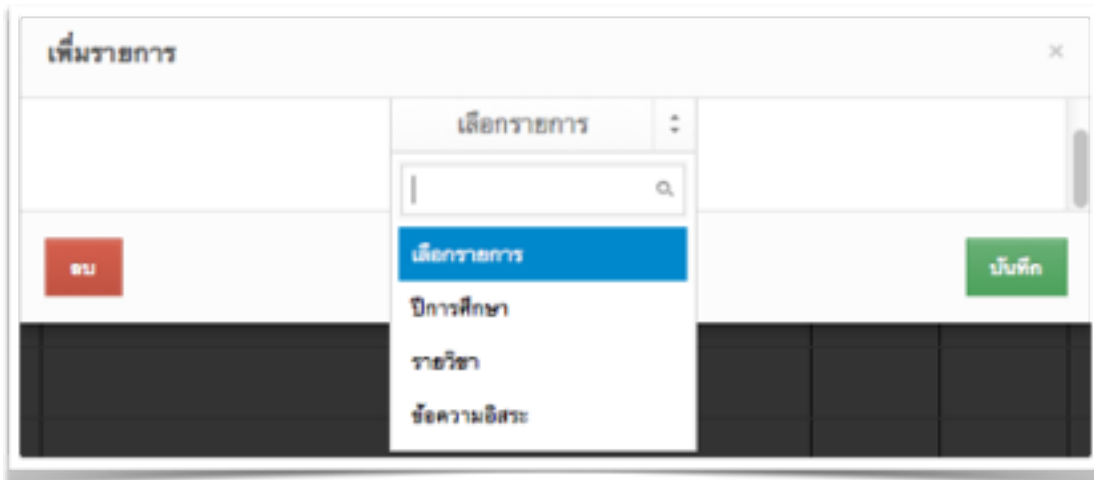 เพิ่มรายการ
เลือกรายการ
เลือกรายการ
ลบ
บันทึก
ปีการศึกษา
รายวิชา
ข้อความอิสระ